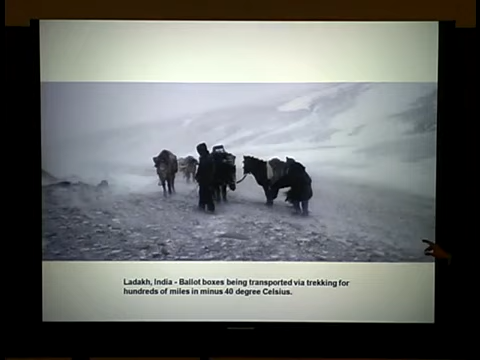 Ladakh, India - Ballot boxes being transported via trekking for
hundreds of miles in minus 40 degree Celsius.